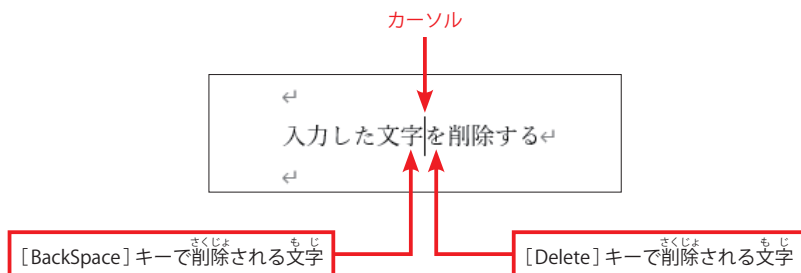 カーソル
↵
入力した文字を削除する↵
↵
［BackSpace］キーで削除される文字
さくじょ
もじ
［Delete］キーで削除される文字
さくじょ
もじ